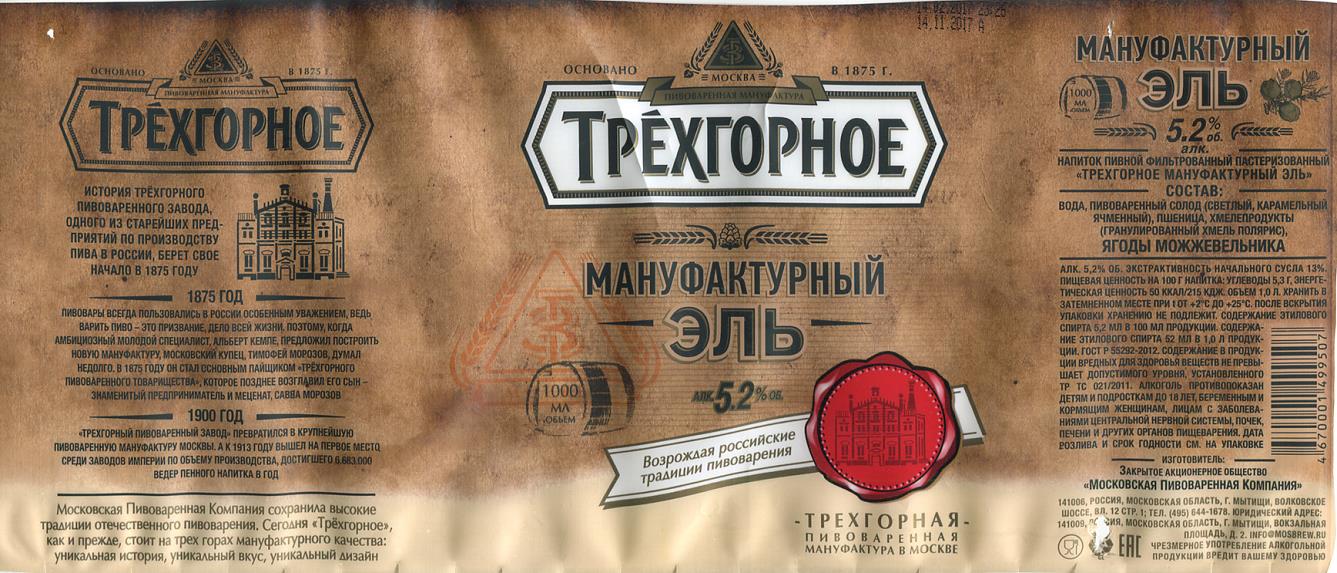 ОСНОВАНО В 1875 Г.
МОСКВА
ПИВОВАРЕННАЯ МАНУФАКТУРА
ТРЁХГОРНОЕ
ИСТОРИЯ ТРЁХГОРНОГО
ПИВОВАРЕННОГО ЗАВОДА,
ОДНОГО ИЗ СТАРЕЙШИХ ПРЕД-
ПРИЯТИЙ ПО ПРОИЗВОДСТВУ
ПИВА В РОССИИ, БЕРЕТ СВОЕ
НАЧАЛО В 1875 ГОДУ
1875 ГОД
ПИВОВАРЫ ВСЕГДА ПОЛЬЗОВАЛИСЬ В РОССИИ ОСОБЕННЫМ УВАЖЕНИЕМ, ВЕДЬ
ВАРИТЬ ПИВО – ЭТО ПРИЗВАНИЕ, ДЕЛО ВСЕЙ ЖИЗНИ. ПОЭТОМУ, КОГДА
АМБИЦИОЗНЫЙ МОЛОДОЙ СПЕЦИАЛИСТ, АЛЬБЕРТ КЕМПЕ, ПРЕДЛОЖИЛ ПОСТРОИТЬ
НОВУЮ МАНУФАКТУРУ, МОСКОВСКИЙ КУПЕЦ, ТИМОФЕЙ МОРОЗОВ, ДУМАЛ
НЕДОЛГО. В 1875 ГОДУ ОН СТАЛ ОСНОВНЫМ ПАЙЩИКОМ «ТРЁХГОРНОГО
ПИВОВАРЕННОГО ТОВАРИЩЕСТВА», КОТОРОЕ ПОЗДНЕЕ ВОЗГЛАВИЛ ЕГО СЫН –
ЗНАМЕНИТЫЙ ПРЕДПРИНИМАТЕЛЬ И МЕЦЕНАТ, САВВА МОРОЗОВ
1900 ГОД
«ТРЕХГОРНЫЙ ПИВОВАРЕННЫЙ ЗАВОД» ПРЕВРАТИЛСЯ В КРУПНЕЙШУЮ
ПИВОВАРЕННУЮ МАНУФАКТУРУ МОСКВЫ. А К 1913 ГОДУ ВЫШЕЛ НА ПЕРВОЕ МЕСТО
СРЕДИ ЗАВОДОВ ИМПЕРИИ ПО ОБЪЕМУ ПРОИЗВОДСТВА, ДОСТИГШЕГО 6.683.000
ВЕДЕР ПЕННОГО НАПИТКА В ГОД
Московская Пивоваренная Компания сохранила высокие
традиции отечественного пивоварения. Сегодня «Трёхгорное»,
как и прежде, стоит на трех горах мануфактурного качества:
уникальная история, уникальный вкус, уникальный дизайн
ОСНОВАНО В 1875 Г.
МОСКВА
ПИВОВАРЕННАЯ МАНУФАКТУРА
ТРЁХГОРНОЕ
МАНУФАКТУРНЫЙ
ЭЛЬ
1000
МЛ
ОБЪЕМ
АЛК. 5.2% ОБ.
Возрождая российские
традиции пивоварения
-ТРЕХГОРНАЯ-
ПИВОВАРЕННАЯ
МАНУФАКТУРА В МОСКВЕ
14.11.2017 A
МАНУФАКТУРНЫЙ
ЭЛЬ
1000
МЛ
ОБЪЕМ
5.2% об.
алк.
НАПИТОК ПИВНОЙ ФИЛЬТРОВАННЫЙ ПАСТЕРИЗОВАННЫЙ
«ТРЕХГОРНОЕ МАНУФАКТУРНЫЙ ЭЛЬ»
СОСТАВ:
ВОДА, ПИВОВАРЕННЫЙ СОЛОД (СВЕТЛЫЙ, КАРАМЕЛЬНЫЙ
ЯЧМЕННЫЙ), ПШЕНИЦА, ХМЕЛЕПРОДУКТЫ
(ГРАНУЛИРОВАННЫЙ ХМЕЛЬ ПОЛЯРИС),
ЯГОДЫ МОЖЖЕВЕЛЬНИКА
АЛК. 5,2% ОБ. ЭКСТРАКТИВНОСТЬ НАЧАЛЬНОГО СУСЛА 13%.
ПИЩЕВАЯ ЦЕННОСТЬ НА 100 Г НАПИТКА: УГЛЕВОДЫ 5,3 Г, ЭНЕРГЕ-
ТИЧЕСКАЯ ЦЕННОСТЬ 50 ККАЛ/215 КДЖ. ОБЪЕМ 1,0 Л. ХРАНИТЬ В
ЗАТЕМНЕННОМ МЕСТЕ ПРИ t ОТ +2°С ДО +25°С. ПОСЛЕ ВСКРЫТИЯ
УПАКОВКИ ХРАНЕНИЮ НЕ ПОДЛЕЖИТ. СОДЕРЖАНИЕ ЭТИЛОВОГО
СПИРТА 5,2 МЛ В 100 МЛ ПРОДУКЦИИ. СОДЕРЖА-
НИЕ ЭТИЛОВОГО СПИРТА 52 МЛ В 1,0 Л ПРОДУК-
ЦИИ. ГОСТ Р 55292-2012. СОДЕРЖАНИЕ В ПРОДУК-
ЦИИ ВРЕДНЫХ ДЛЯ ЗДОРОВЬЯ ВЕЩЕСТВ НЕ ПРЕВЫ-
ШАЕТ ДОПУСТИМОГО УРОВНЯ, УСТАНОВЛЕННОГО
ТР ТС 021/2011. АЛКОГОЛЬ ПРОТИВОПОКАЗАН
ДЕТЯМ И ПОДРОСТКАМ ДО 18 ЛЕТ, БЕРЕМЕННЫМ И
КОРМЯЩИМ ЖЕНЩИНАМ, ЛИЦАМ С ЗАБОЛЕВА-
НИЯМИ ЦЕНТРАЛЬНОЙ НЕРВНОЙ СИСТЕМЫ, ПОЧЕК,
ПЕЧЕНИ И ДРУГИХ ОРГАНОВ ПИЩЕВАРЕНИЯ. ДАТА
РОЗЛИВА И СРОК ГОДНОСТИ СМ. НА УПАКОВКЕ
4 670001 499507
ИЗГОТОВИТЕЛЬ:
ЗАКРЫТОЕ АКЦИОНЕРНОЕ ОБЩЕСТВО
«МОСКОВСКАЯ ПИВОВАРЕННАЯ КОМПАНИЯ»
141006, РОССИЯ, МОСКОВСКАЯ ОБЛАСТЬ, Г. МЫТИЩИ, ВОЛКОВСКОЕ
ШОССЕ, ВЛ. 12 СТР. 1; ТЕЛ. (495) 644-1678. ЮРИДИЧЕСКИЙ АДРЕС:
141009, РОССИЯ, МОСКОВСКАЯ ОБЛАСТЬ, Г. МЫТИЩИ, ВОКЗАЛЬНАЯ
ПЛОЩАДЬ, Д. 2. INFO@MOSBREW.RU
ЧРЕЗМЕРНОЕ УПОТРЕБЛЕНИЕ АЛКОГОЛЬНОЙ
ПРОДУКЦИИ ВРЕДИТ ВАШЕМУ ЗДОРОВЬЮ
EAC